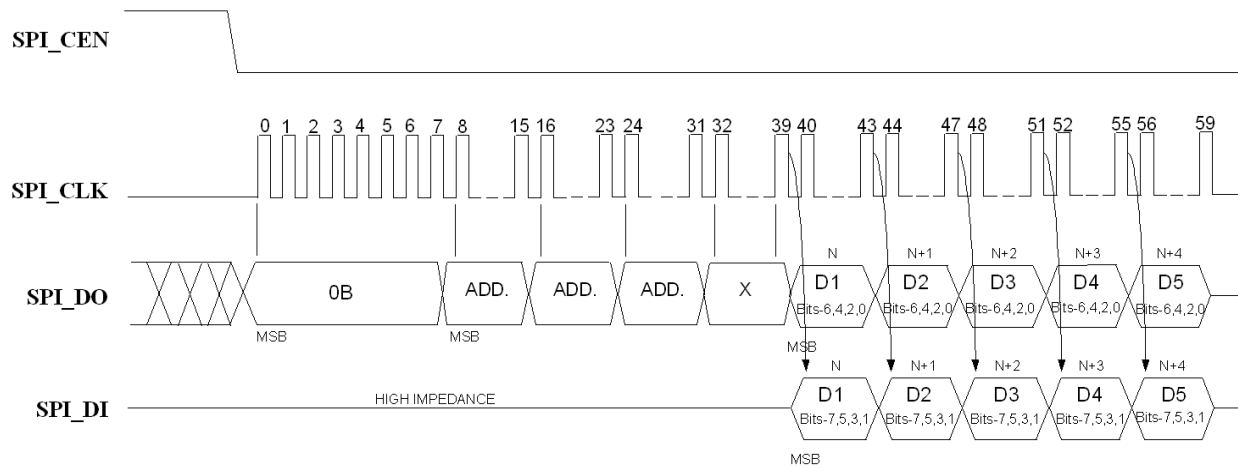 SPI_CEN
0 1 2 3 4 5 6 7 8 15 16 23 24 31 32 39 40 43 44 47 48 51 52 55 56 59
SPI_CLK
N N+1 N+2 N+3 N+4
SPI_DO
0B ADD. ADD. ADD. X D1 D2 D3 D4 D5
Bits-6,4,2,0 Bits-6,4,2,0 Bits-6,4,2,0 Bits-6,4,2,0 Bits-6,4,2,0
MSB MSB MSB
N N+1 N+2 N+3 N+4
SPI_DI
HIGH IMPEDANCE D1 D2 D3 D4 D5
Bits-7,5,3,1 Bits-7,5,3,1 Bits-7,5,3,1 Bits-7,5,3,1 Bits-7,5,3,1
MSB